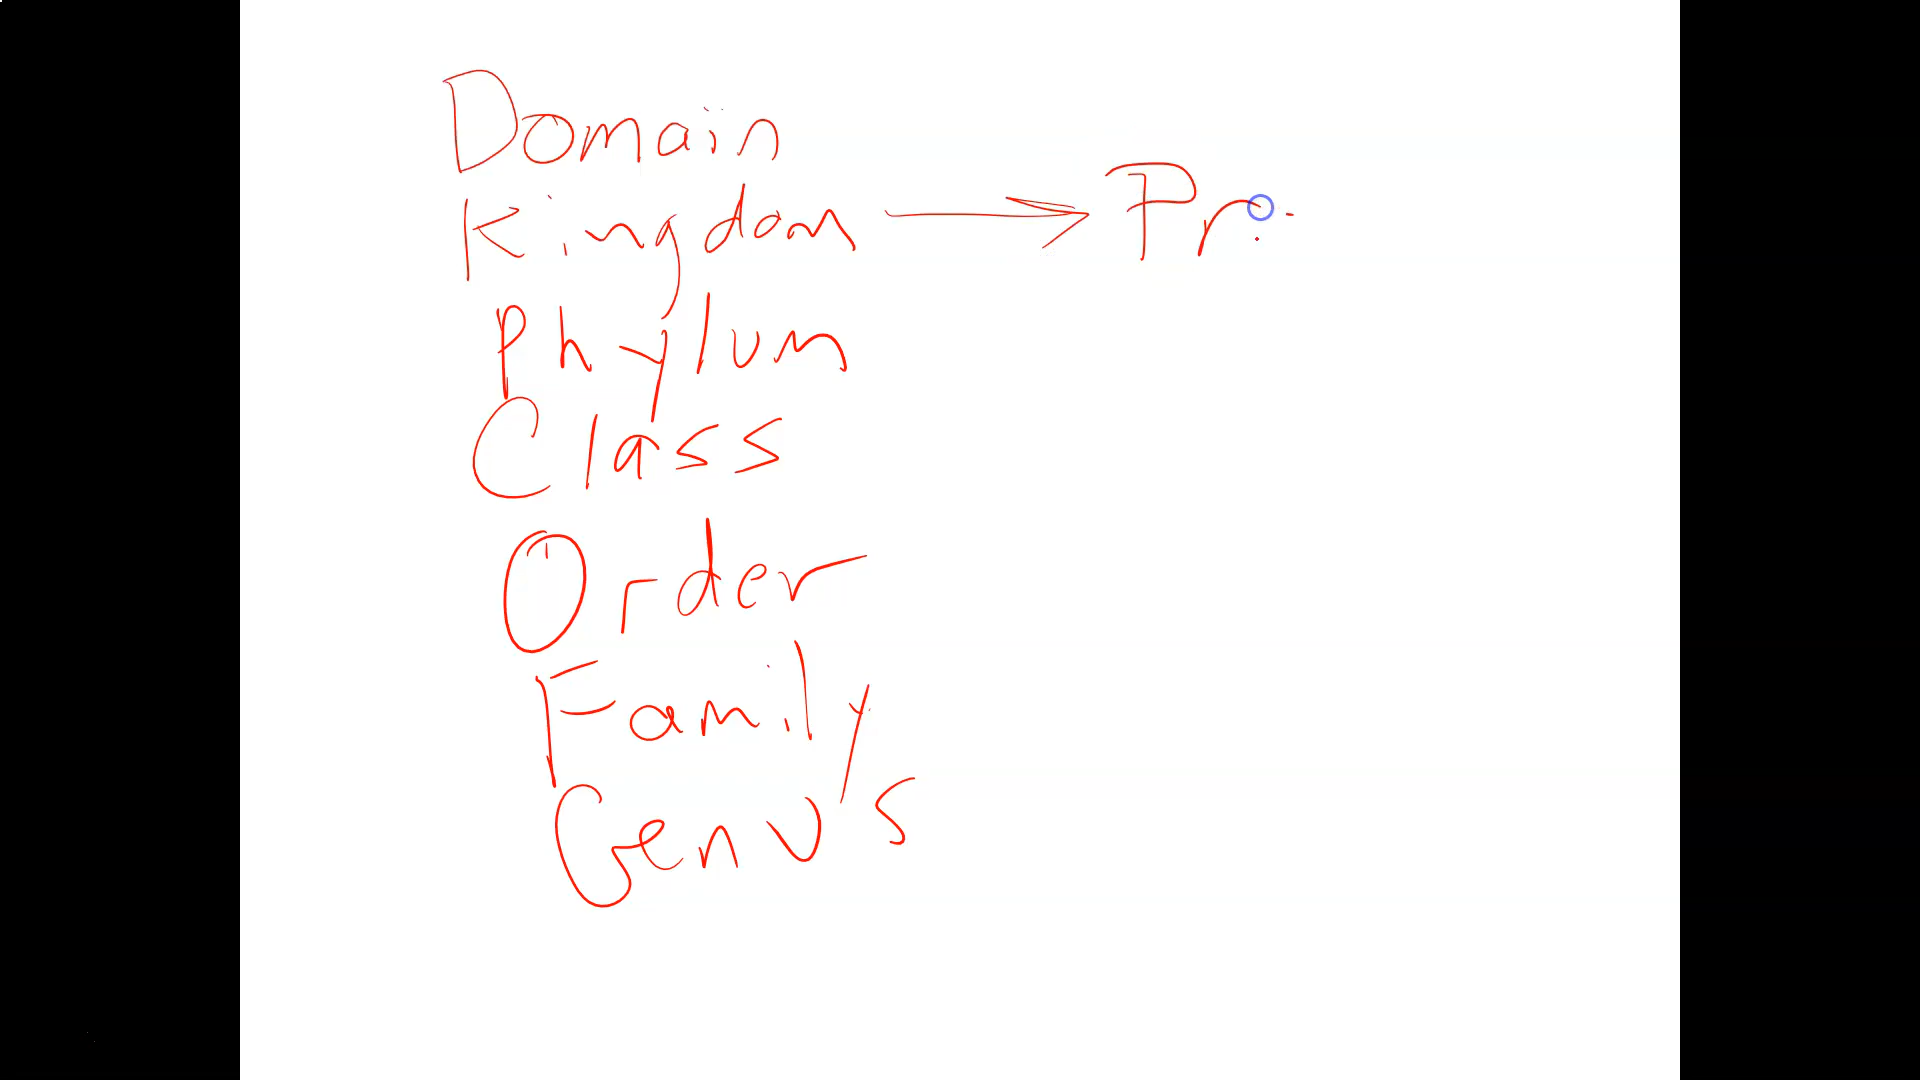 Domain
Kingdom → Pr
Phylum
Class
Order
Family
Genus